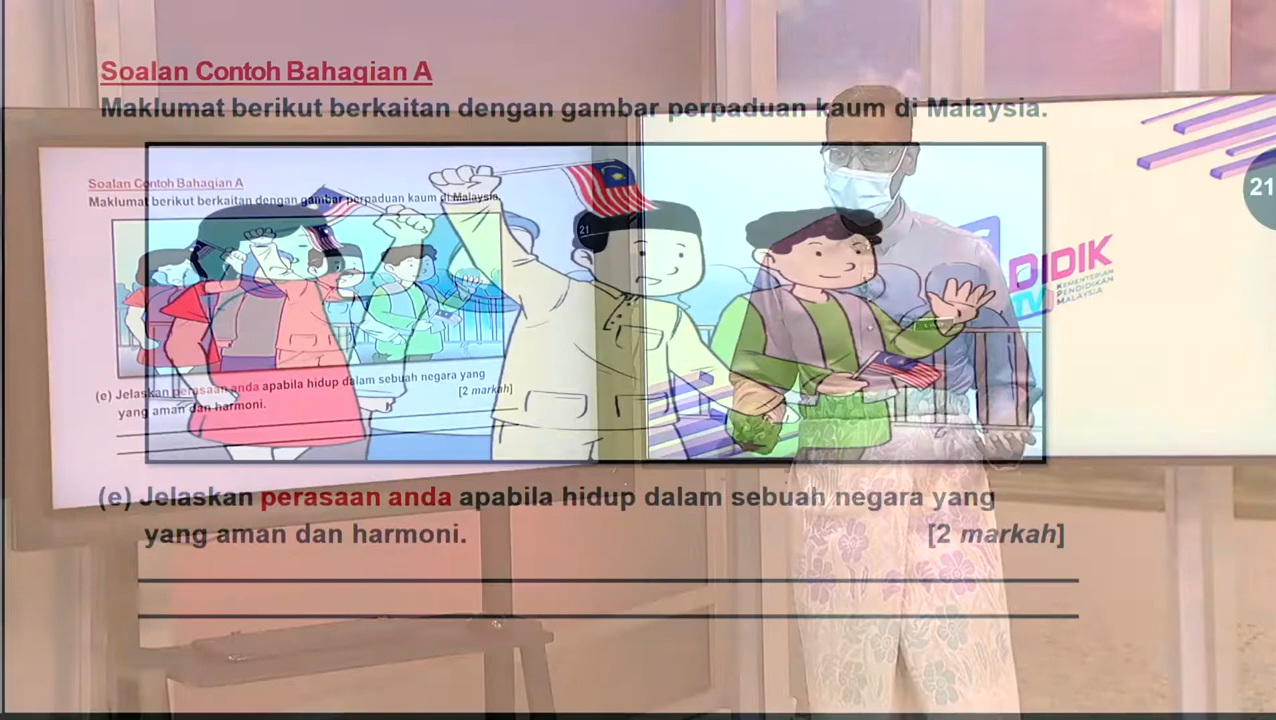 Soalan Contoh Bahagian A
Maklumat berikut berkaitan dengan gambar perpaduan kaum di Malaysia.
(e) Jelaskan perasaan anda apabila hidup dalam sebuah negara yang
yang aman dan harmoni. [2 markah]
Soalan Contoh Bahagian A
Maklumat berikut berkaitan dengan gambar perpaduan kaum di Malaysia.
21
(e) Jelaskan perasaan anda apabila hidup dalam sebuah negara yang
yang aman dan harmoni. [2 markah]
21
DIDIK
TV
KEMENTERIAN
PENDIDIKAN
MALAYSIA